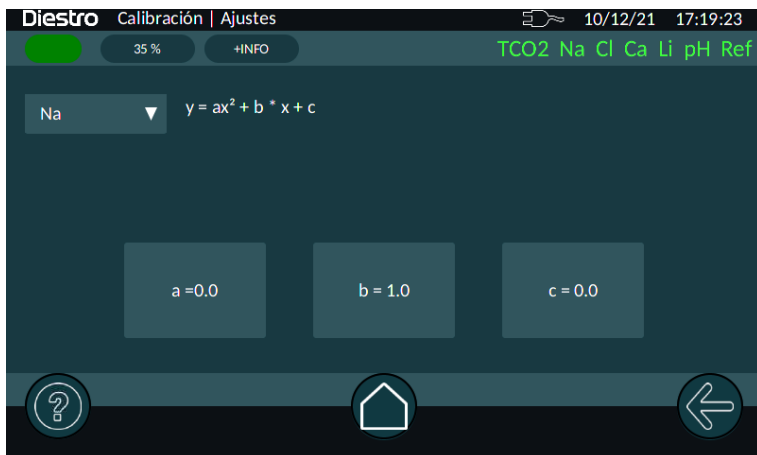 Diestro Calibración | Ajustes 10/12/21 17:19:23
35 % +INFO TCO2 Na Cl Ca Li pH Ref
Na ▼ y = ax² + b * x + c
a =0.0 b = 1.0 c = 0.0
?